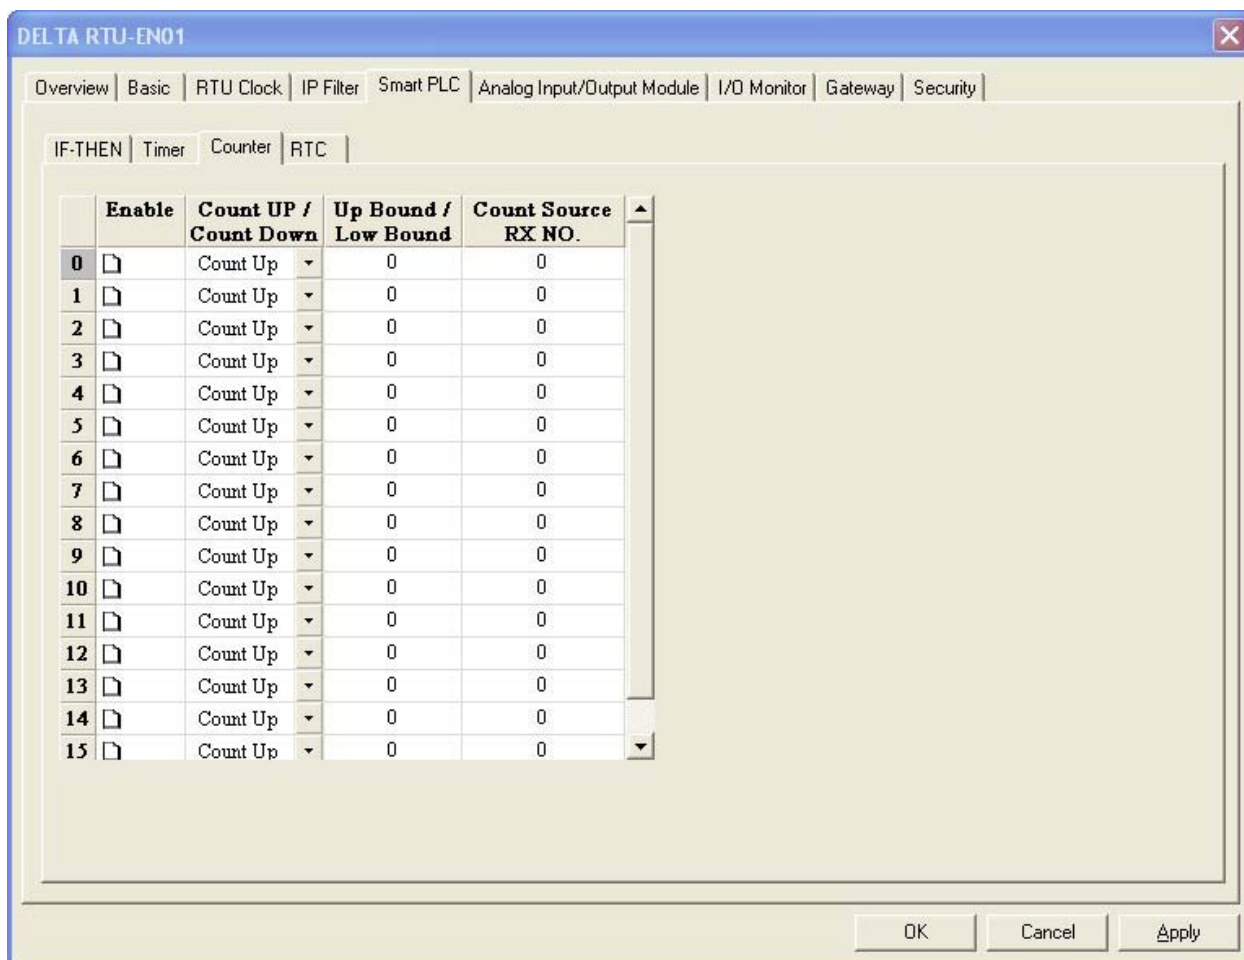 DELTA RTU-EN01
Overview Basic RTU Clock IP Filter Smart PLC Analog Input/Output Module I/O Monitor Gateway Security
IF-THEN Timer Counter RTC
Enable Count UP / Count Down Up Bound / Low Bound Count Source RX NO.
0 Count Up 0 0
1 Count Up 0 0
2 Count Up 0 0
3 Count Up 0 0
4 Count Up 0 0
5 Count Up 0 0
6 Count Up 0 0
7 Count Up 0 0
8 Count Up 0 0
9 Count Up 0 0
10 Count Up 0 0
11 Count Up 0 0
12 Count Up 0 0
13 Count Up 0 0
14 Count Up 0 0
15 Count Up 0 0
OK Cancel Apply